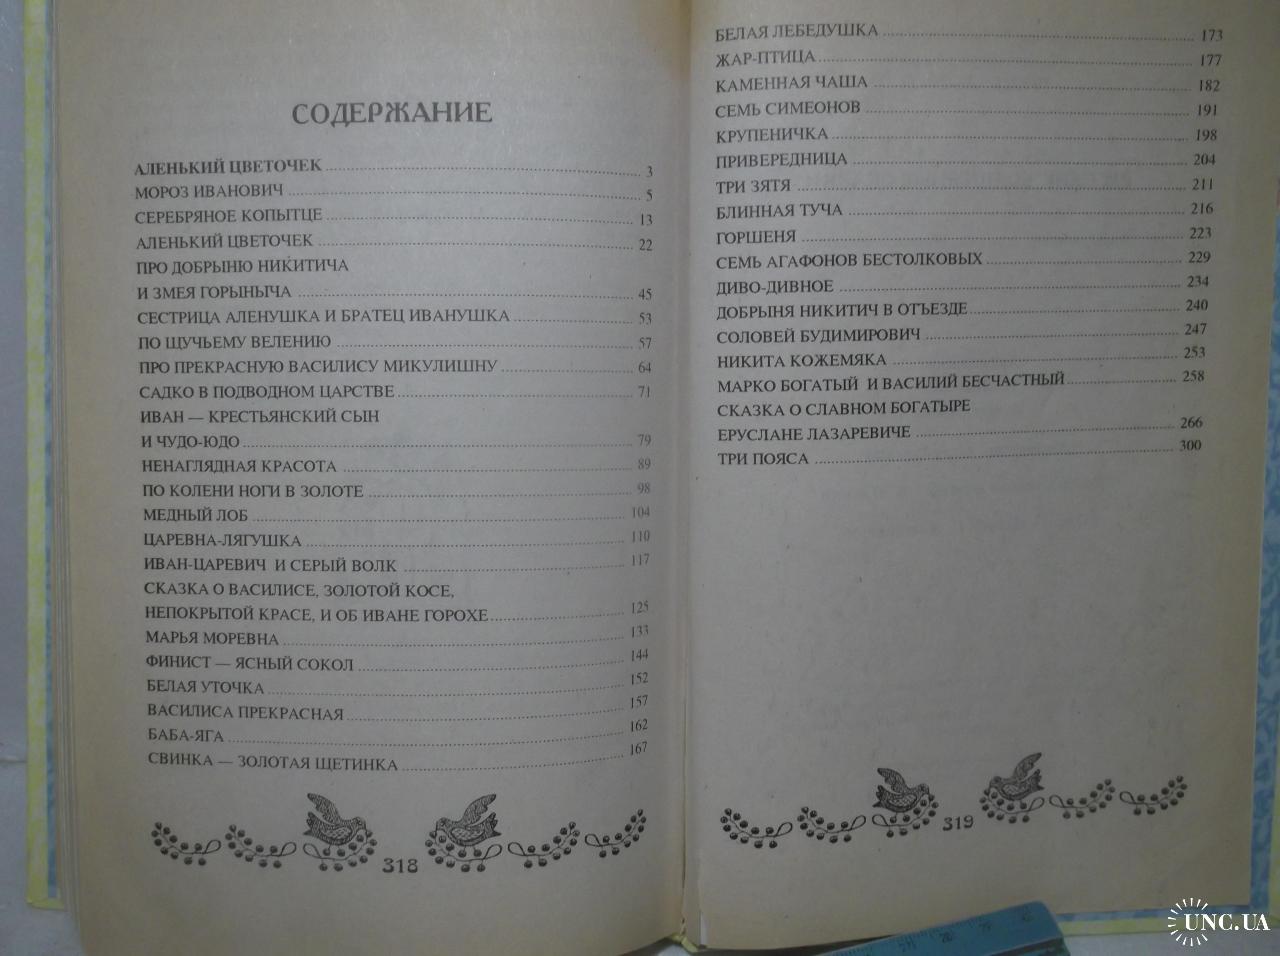 СОДЕРЖАНИЕ
АЛЕНЬКИЙ ЦВЕТОЧЕК 3
МОРОЗ ИВАНОВИЧ 5
СЕРЕБРЯНОЕ КОПЫТЦЕ 13
АЛЕНЬКИЙ ЦВЕТОЧЕК 22
ПРО ДОБРЫНЮ НИКИТИЧА
И ЗМЕЯ ГОРЫНЫЧА 45
СЕСТРИЦА АЛЕНУШКА И БРАТЕЦ ИВАНУШКА 53
ПО ЩУЧЬЕМУ ВЕЛЕНИЮ 57
ПРО ПРЕКРАСНУЮ ВАСИЛИСУ МИКУЛИШНУ 64
САДКО В ПОДВОДНОМ ЦАРСТВЕ 71
ИВАН — КРЕСТЬЯНСКИЙ СЫН
И ЧУДО-ЮДО 79
НЕНАГЛЯДНАЯ КРАСОТА 89
ПО КОЛЕНИ НОГИ В ЗОЛОТЕ 98
МЕДНЫЙ ЛОБ 104
ЦАРЕВНА-ЛЯГУШКА 110
ИВАН-ЦАРЕВИЧ И СЕРЫЙ ВОЛК 117
СКАЗКА О ВАСИЛИСЕ, ЗОЛОТОЙ КОСЕ,
НЕПОКРЫТОЙ КРАСЕ, И ОБ ИВАНЕ ГОРОХЕ 125
МАРЬЯ МОРЕВНА 133
ФИНИСТ — ЯСНЫЙ СОКОЛ 144
БЕЛАЯ УТОЧКА 152
ВАСИЛИСА ПРЕКРАСНАЯ 157
БАБА-ЯГА 162
СВИНКА — ЗОЛОТАЯ ЩЕТИНКА 167
318
БЕЛАЯ ЛЕБЕДУШКА 173
ЖАР-ПТИЦА 177
КАМЕННАЯ ЧАША 182
СЕМЬ СИМЕОНОВ 191
КРУПЕНИЧКА 198
ПРИВЕРЕДНИЦА 204
ТРИ ЗЯТЯ 211
БЛИННАЯ ТУЧА 216
ГОРШЕНЯ 223
СЕМЬ АГАФОНОВ БЕСТОЛКОВЫХ 229
ДИВО-ДИВНОЕ 234
ДОБРЫНЯ НИКИТИЧ В ОТЪЕЗДЕ 240
СОЛОВЕЙ БУДИМИРОВИЧ 247
НИКИТА КОЖЕМЯКА 253
МАРКО БОГАТЫЙ И ВАСИЛИЙ БЕСЧАСТНЫЙ 258
СКАЗКА О СЛАВНОМ БОГАТЫРЕ
ЕРУСЛАНЕ ЛАЗАРЕВИЧЕ 266
ТРИ ПОЯСА 300
319
UNC.UA